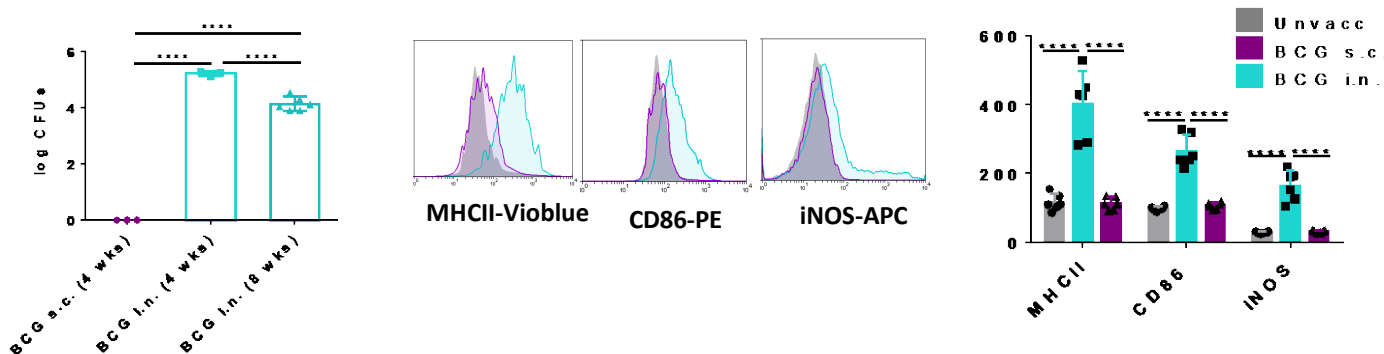 ****
**** ****
6
4
2
0
log CFUs
BCG s.c. (4 wks)
BCG i.n. (4 wks)
BCG i.n. (8 wks)
MHCII-Vioblue
CD86-PE
iNOS-APC
Unvacc
BCG s.c.
BCG i.n.
600
400
200
0
**** ****
**** ****
**** ****
MHCII
CD86
iNOS